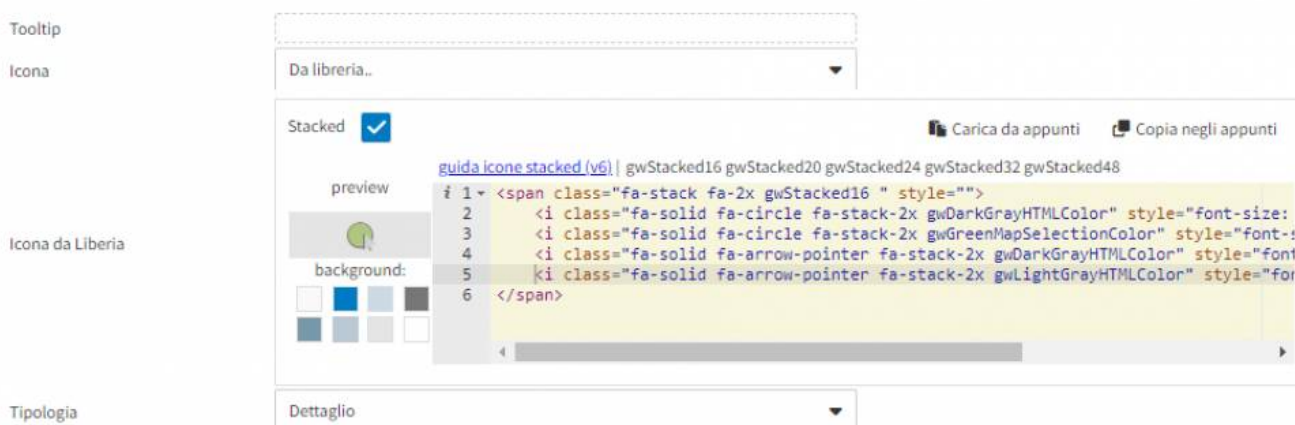 Tooltip
Icona Da libreria..
Stacked Carica da appunti Copia negli appunti
guida icone stacked (v6) | gwStacked16 gwStacked20 gwStacked24 gwStacked32 gwStacked48
preview
i 1 <span class="fa-stack fa-2x gwStacked16 " style="">
2 <i class="fa-solid fa-circle fa-stack-2x gwDarkGrayHTMLColor" style="font-size:
3 <i class="fa-solid fa-circle fa-stack-2x gwGreenMapSelectionColor" style="font-s
4 <i class="fa-solid fa-arrow-pointer fa-stack-2x gwDarkGrayHTMLColor" style="font
5 <i class="fa-solid fa-arrow-pointer fa-stack-2x gwLightGrayHTMLColor" style="fon
6 </span>
Icona da Liberia
background:
Tipologia Dettaglio